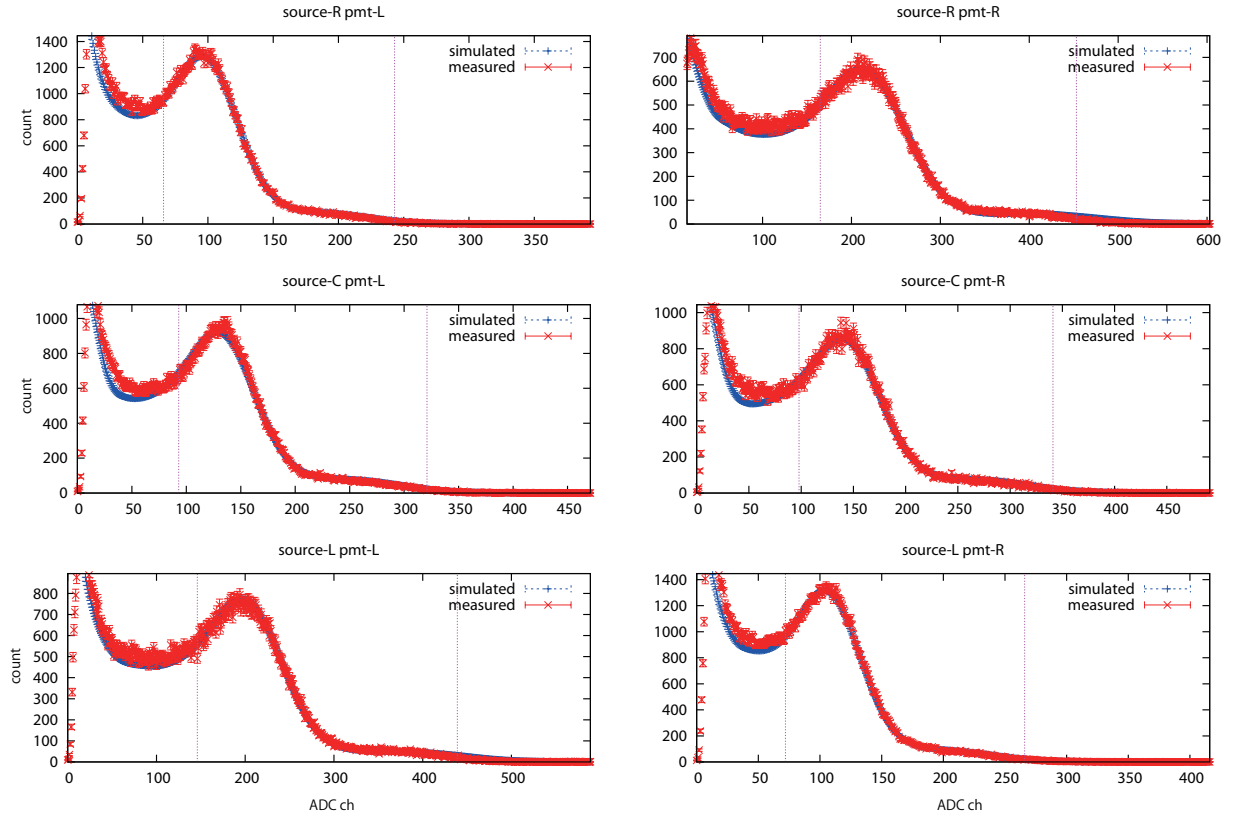 source-R pmt-L
1400
1200
1000
800
600
400
200
0
count
simulated
measured
0 50 100 150 200 250 300 350
source-R pmt-R
700
600
500
400
300
200
100
0
simulated
measured
100 200 300 400 500 600
source-C pmt-L
1000
800
600
400
200
0
count
simulated
measured
0 50 100 150 200 250 300 350 400 450
source-C pmt-R
1000
800
600
400
200
0
simulated
measured
0 50 100 150 200 250 300 350 400 450
source-L pmt-L
800
700
600
500
400
300
200
100
0
count
simulated
measured
0 100 200 300 400 500
ADC ch
source-L pmt-R
1400
1200
1000
800
600
400
200
0
simulated
measured
0 50 100 150 200 250 300 350 400
ADC ch